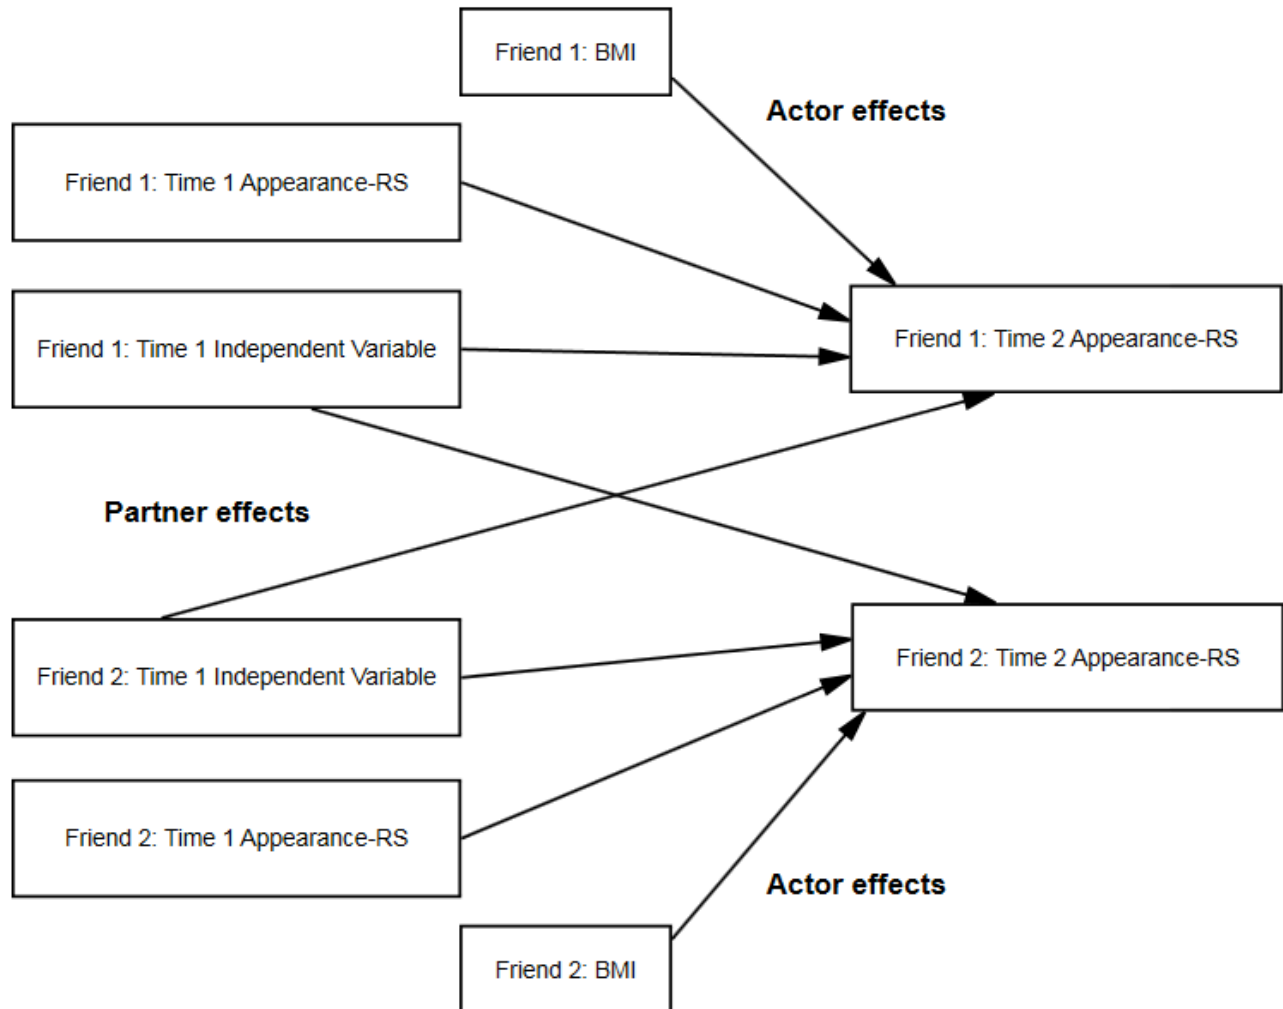 Friend 1: BMI
Actor effects
Friend 1: Time 1 Appearance-RS
Friend 1: Time 1 Independent Variable
Friend 1: Time 2 Appearance-RS
Partner effects
Friend 2: Time 1 Independent Variable
Friend 2: Time 2 Appearance-RS
Friend 2: Time 1 Appearance-RS
Actor effects
Friend 2: BMI